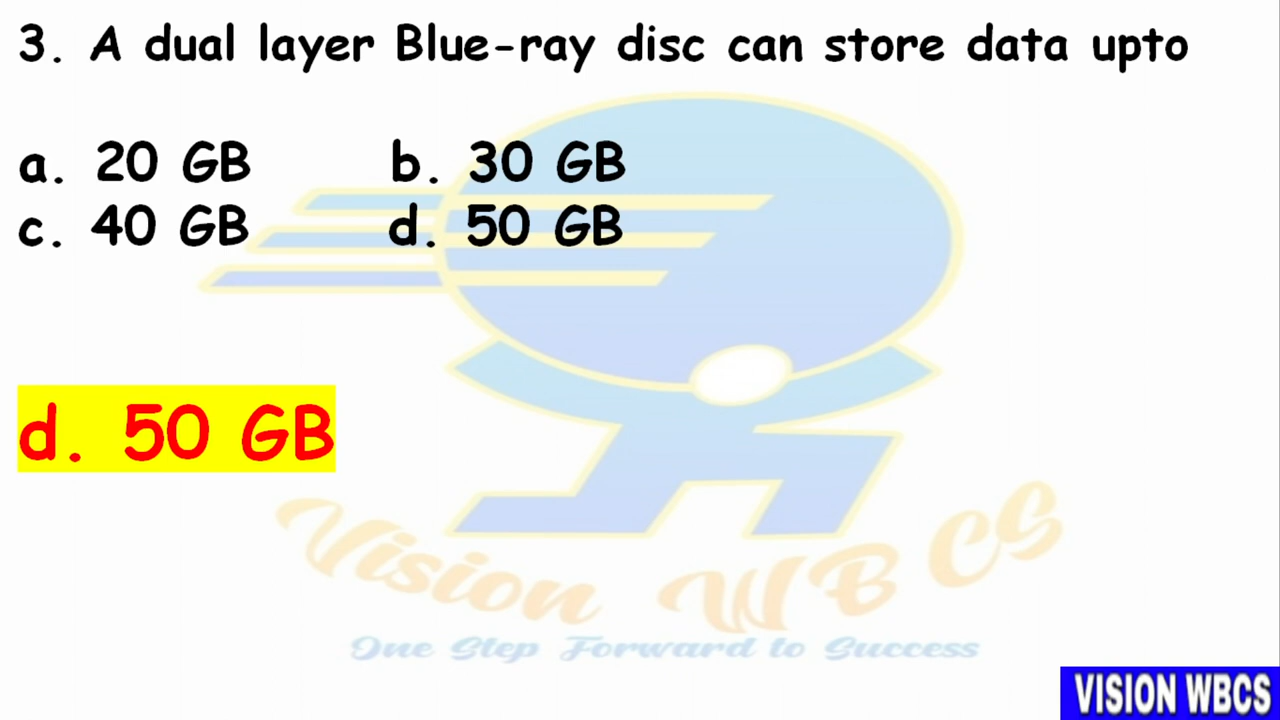 3. A dual layer Blue-ray disc can store data upto
a. 20 GB b. 30 GB
c. 40 GB d. 50 GB
d. 50 GB
Vision WBCS
One Step Forward to Success
VISION WBCS